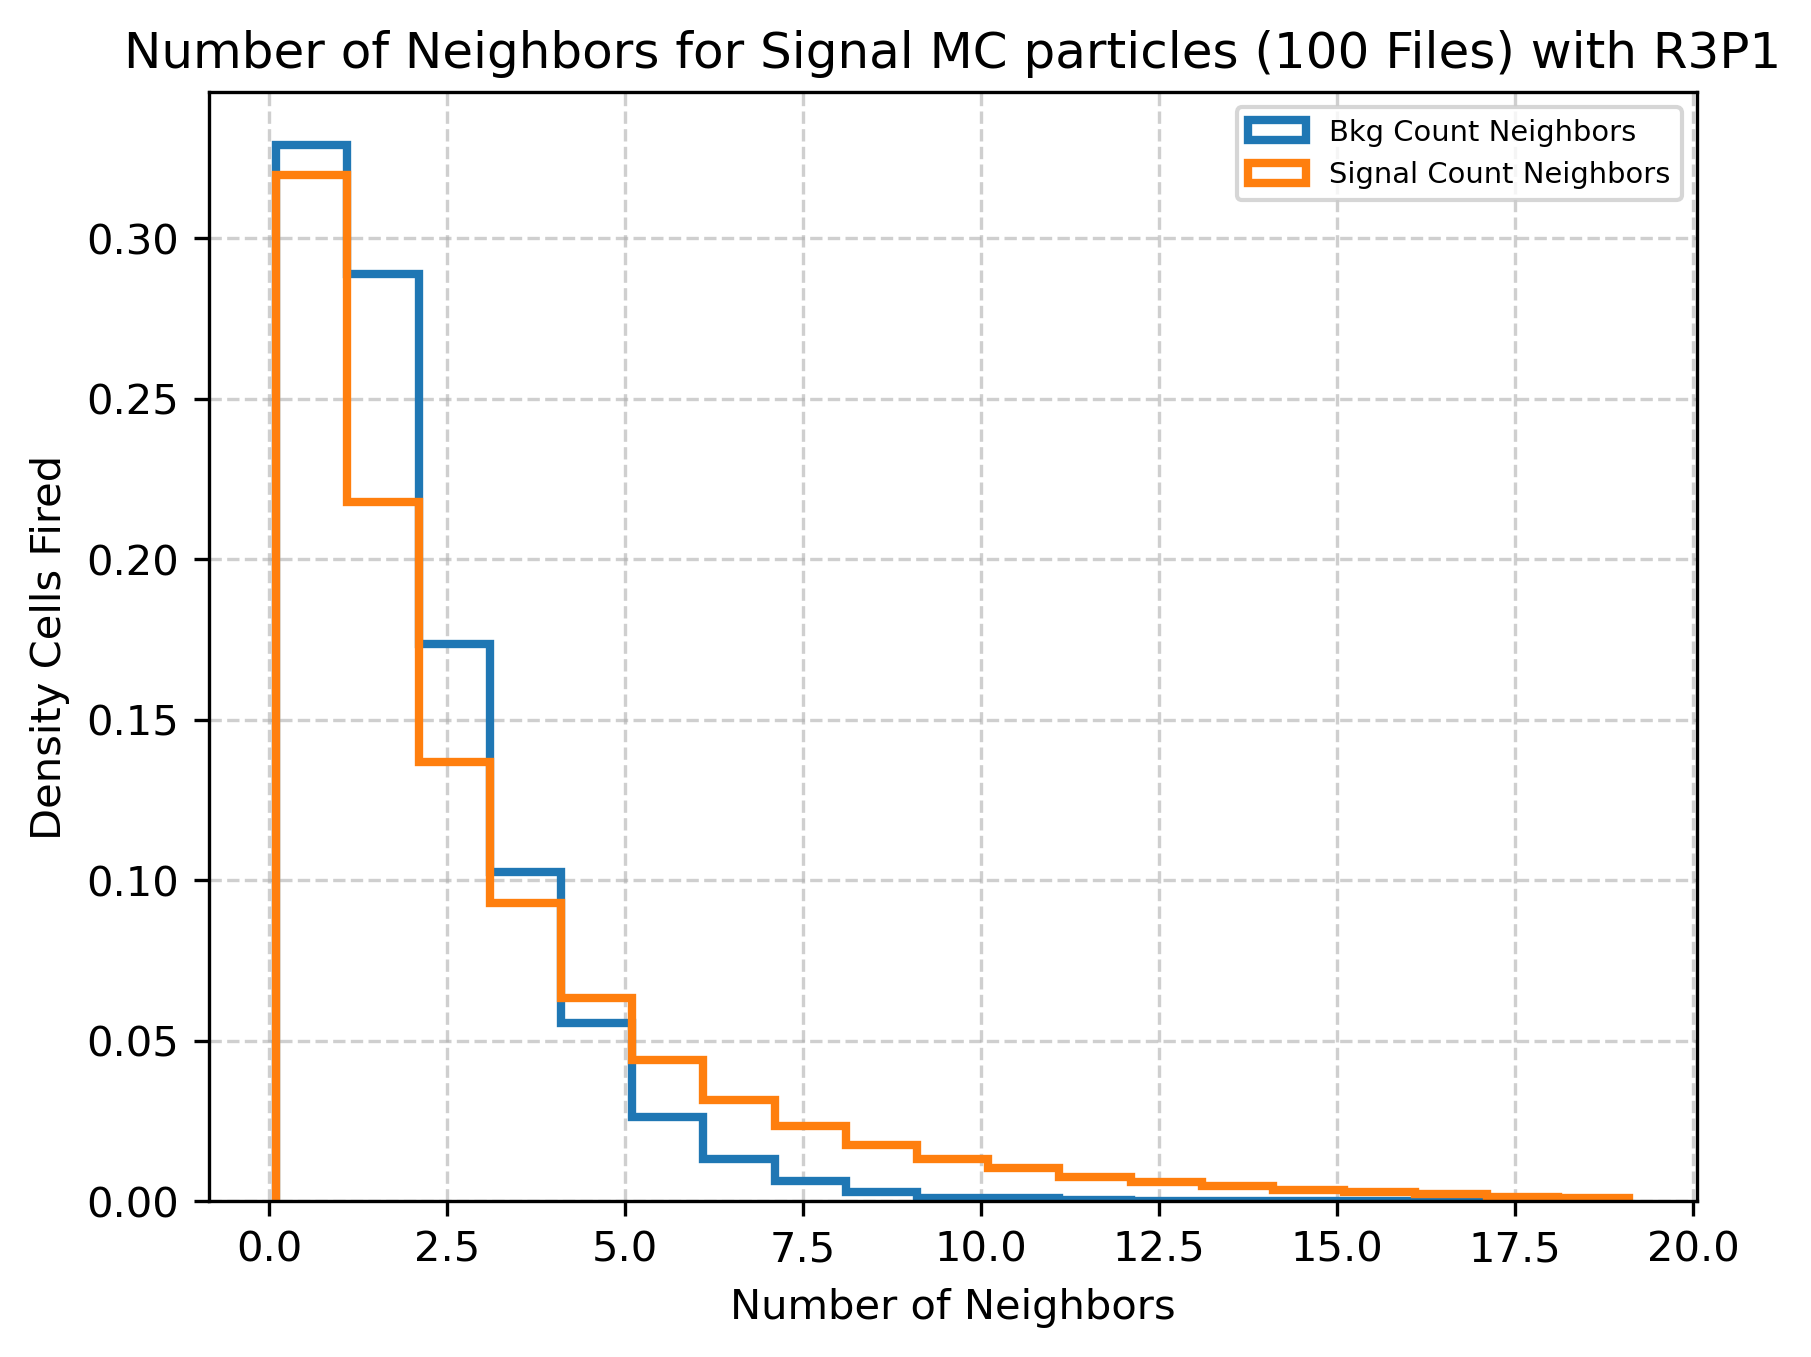 Number of Neighbors for Signal MC particles (100 Files) with R3P1
Bkg Count Neighbors
Signal Count Neighbors
Density Cells Fired
0.30
0.25
0.20
0.15
0.10
0.05
0.00
0.0 2.5 5.0 7.5 10.0 12.5 15.0 17.5 20.0
Number of Neighbors